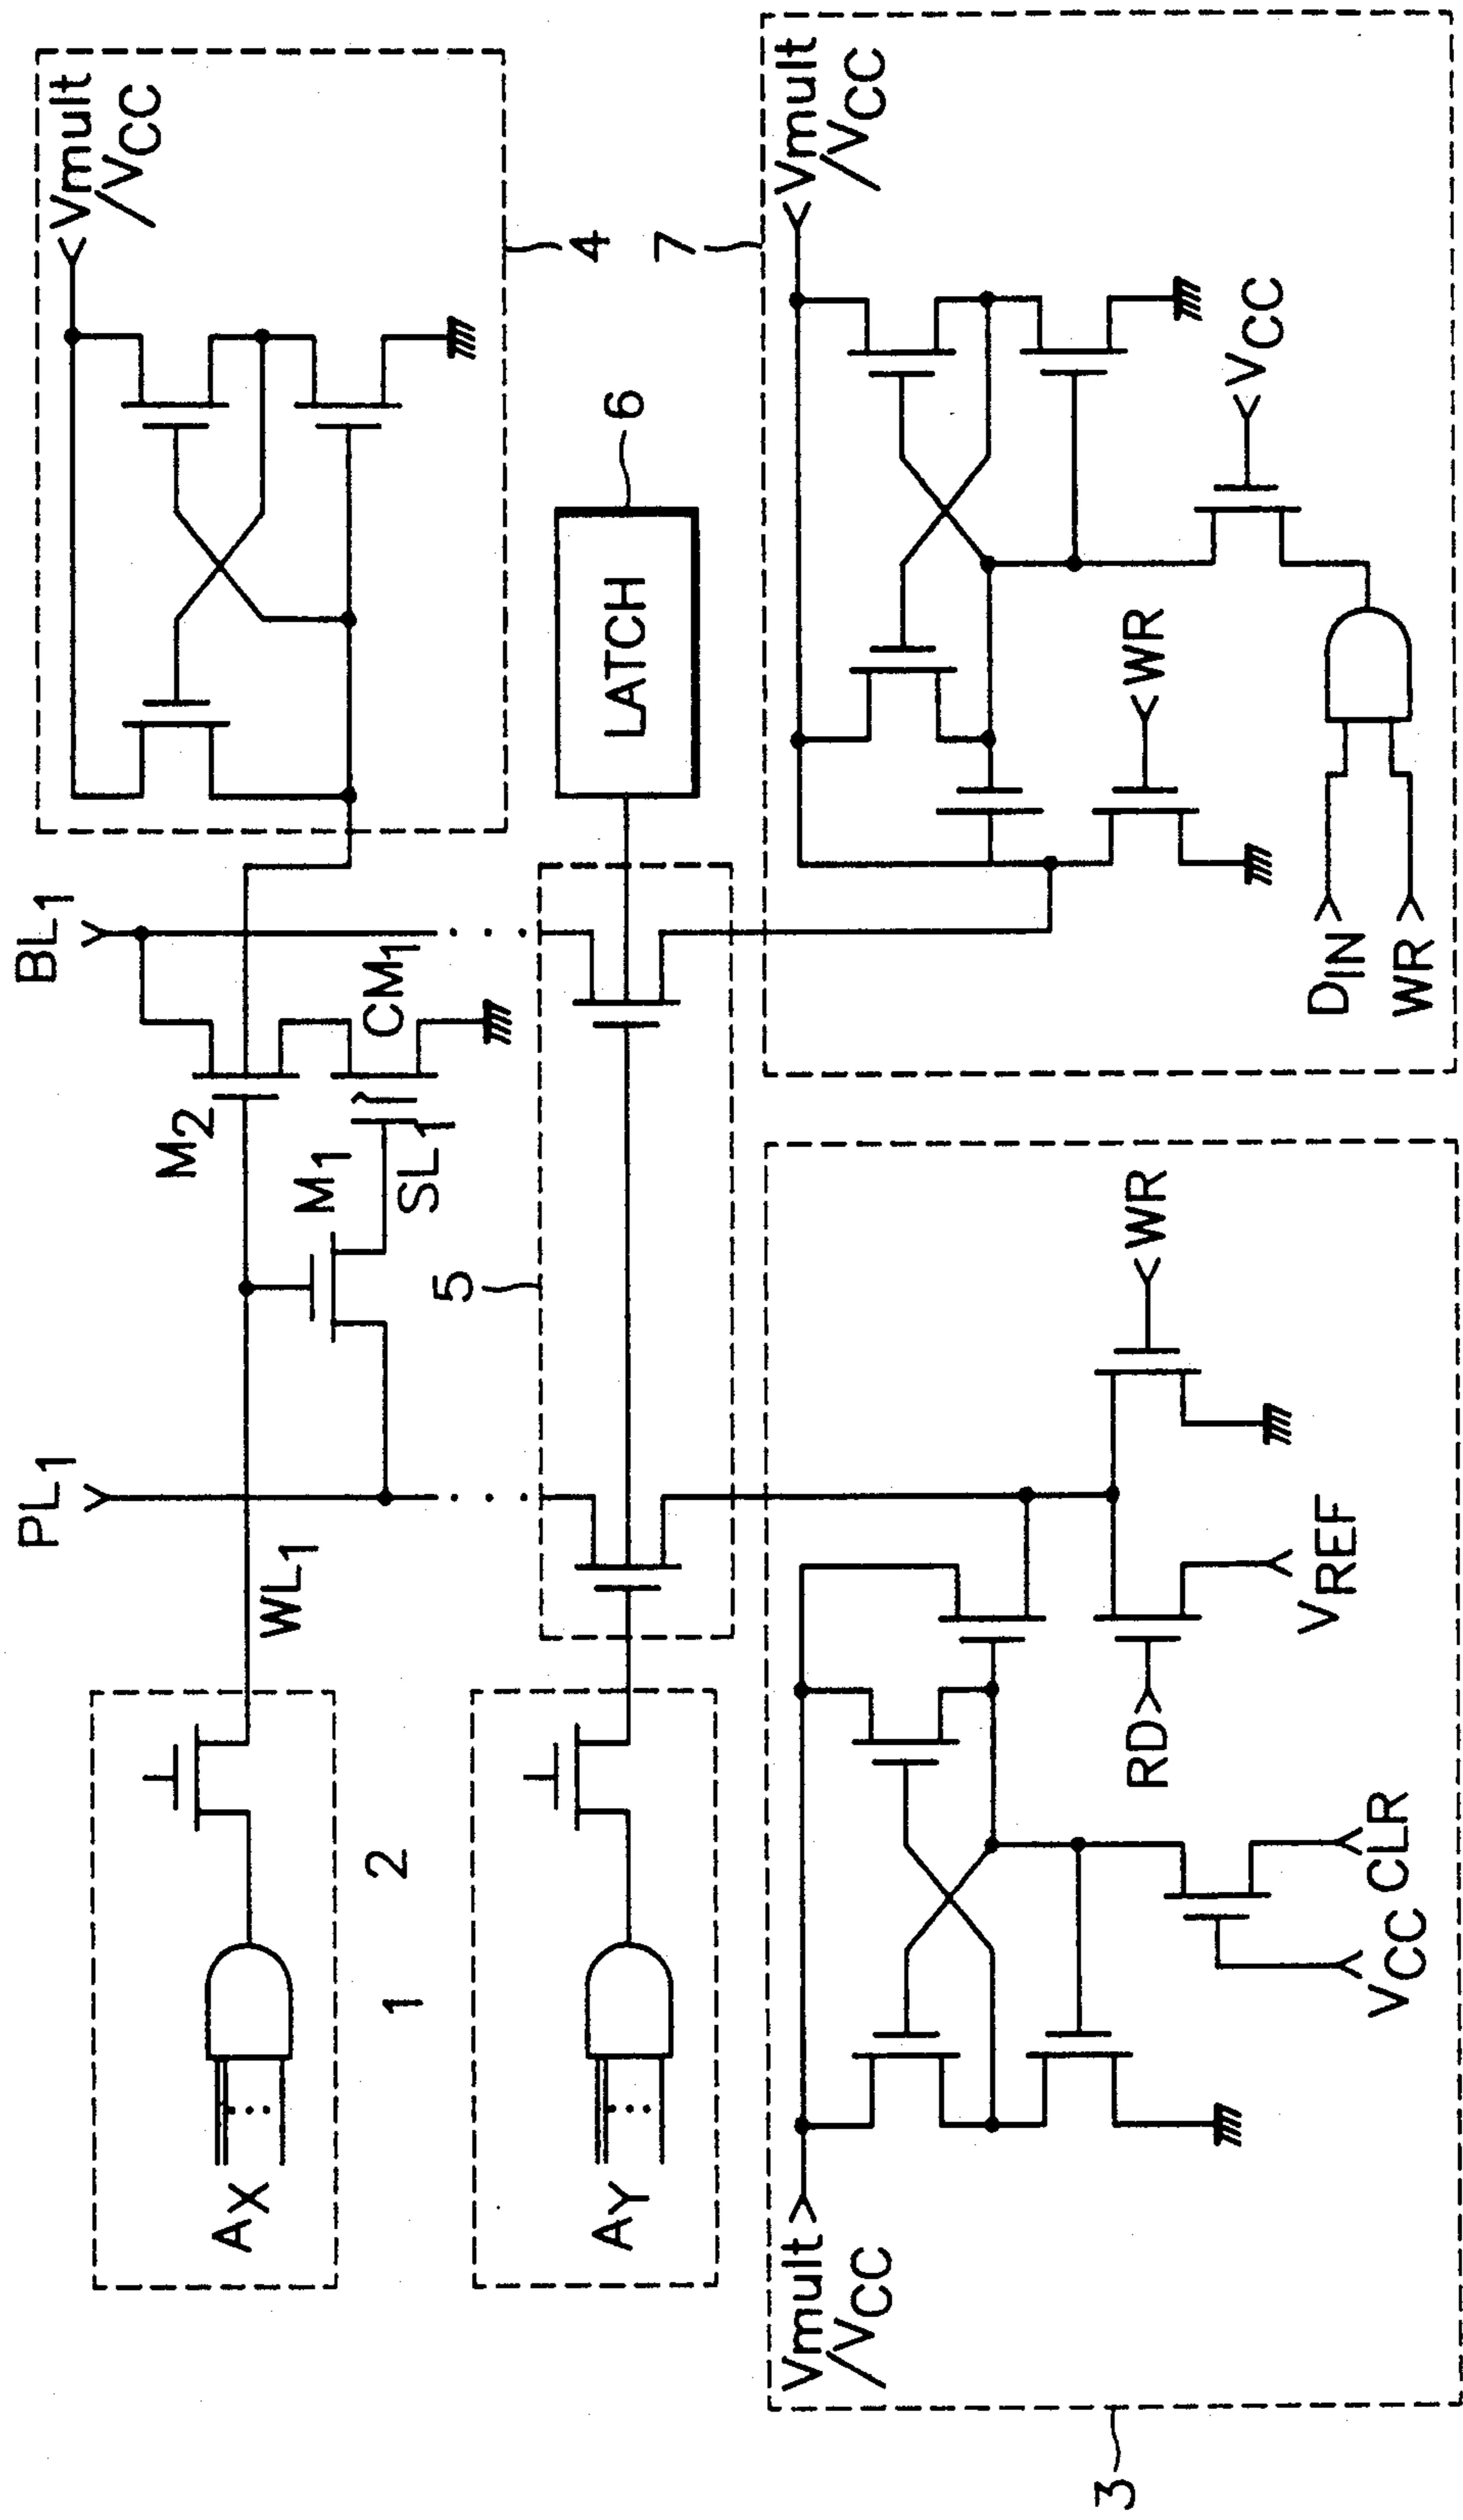 Vmult
/VCC
4
BL1
M2
CM1
M1
SL1
PL1
WL1
AX
2
1
LATCH
6
5
AY
Vmult
/VCC
7
WR
VCC
DIN
WR
WR
VREF
RD
CLR
VCC
Vmult
/VCC
3